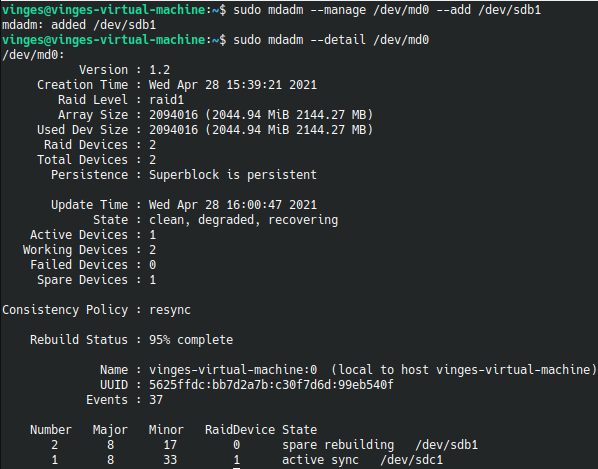 vinges@vinges-virtual-machine:~$ sudo mdadm --manage /dev/md0 --add /dev/sdb1
mdadm: added /dev/sdb1
vinges@vinges-virtual-machine:~$ sudo mdadm --detail /dev/md0
/dev/md0:
Version : 1.2
Creation Time : Wed Apr 28 15:39:21 2021
Raid Level : raid1
Array Size : 2094016 (2044.94 MiB 2144.27 MB)
Used Dev Size : 2094016 (2044.94 MiB 2144.27 MB)
Raid Devices : 2
Total Devices : 2
Persistence : Superblock is persistent
Update Time : Wed Apr 28 16:00:47 2021
State : clean, degraded, recovering
Active Devices : 1
Working Devices : 2
Failed Devices : 0
Spare Devices : 1
Consistency Policy : resync
Rebuild Status : 95% complete
Name : vinges-virtual-machine:0 (local to host vinges-virtual-machine)
UUID : 5625ffdc:bb7d2a7b:c30f7d6d:99eb540f
Events : 37
Number Major Minor RaidDevice State
2 8 17 0 spare rebuilding /dev/sdb1
1 8 33 1 active sync /dev/sdc1